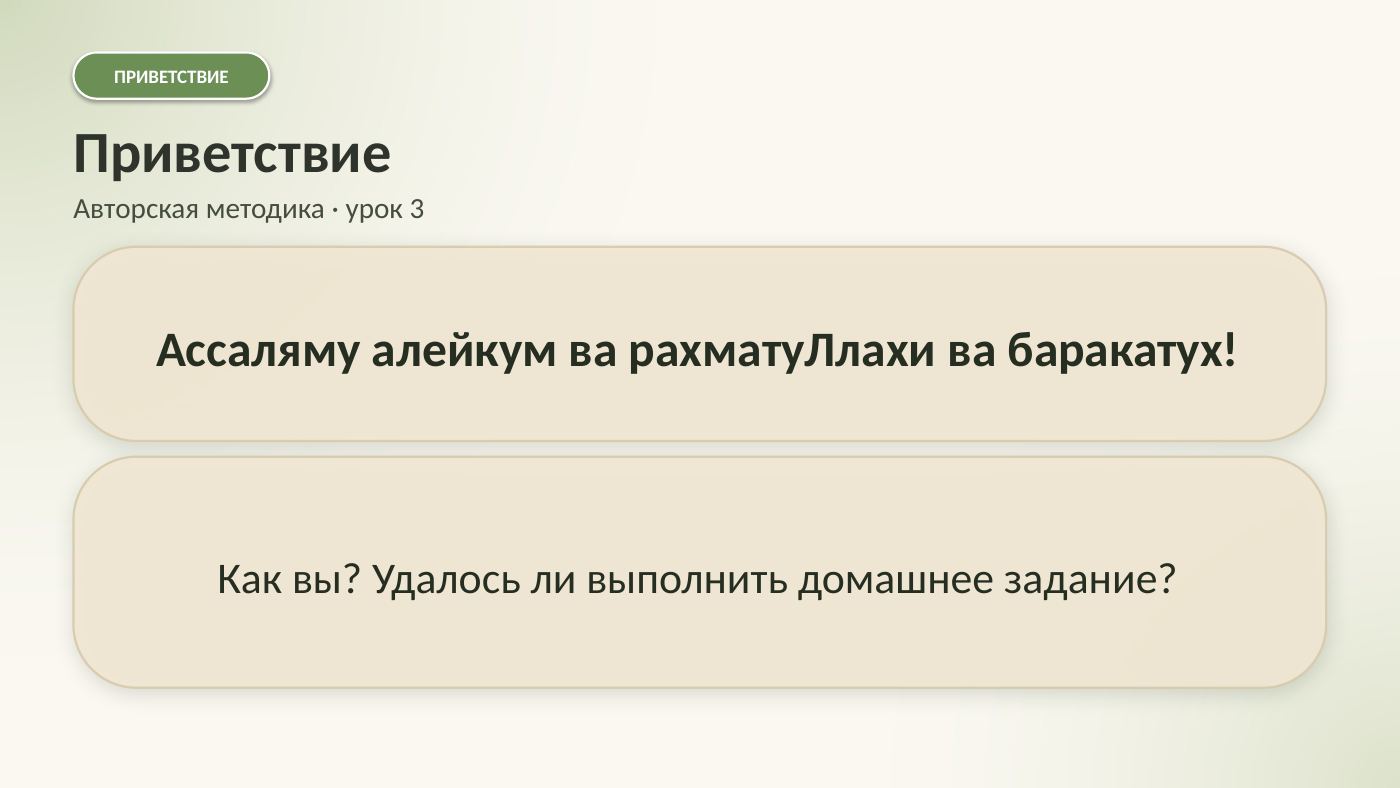 ПРИВЕТСТВИЕ
Приветствие
Авторская методика · урок 3
Ассаляму алейкум ва рахматуЛлахи ва баракатух!
Как вы? Удалось ли выполнить домашнее задание?